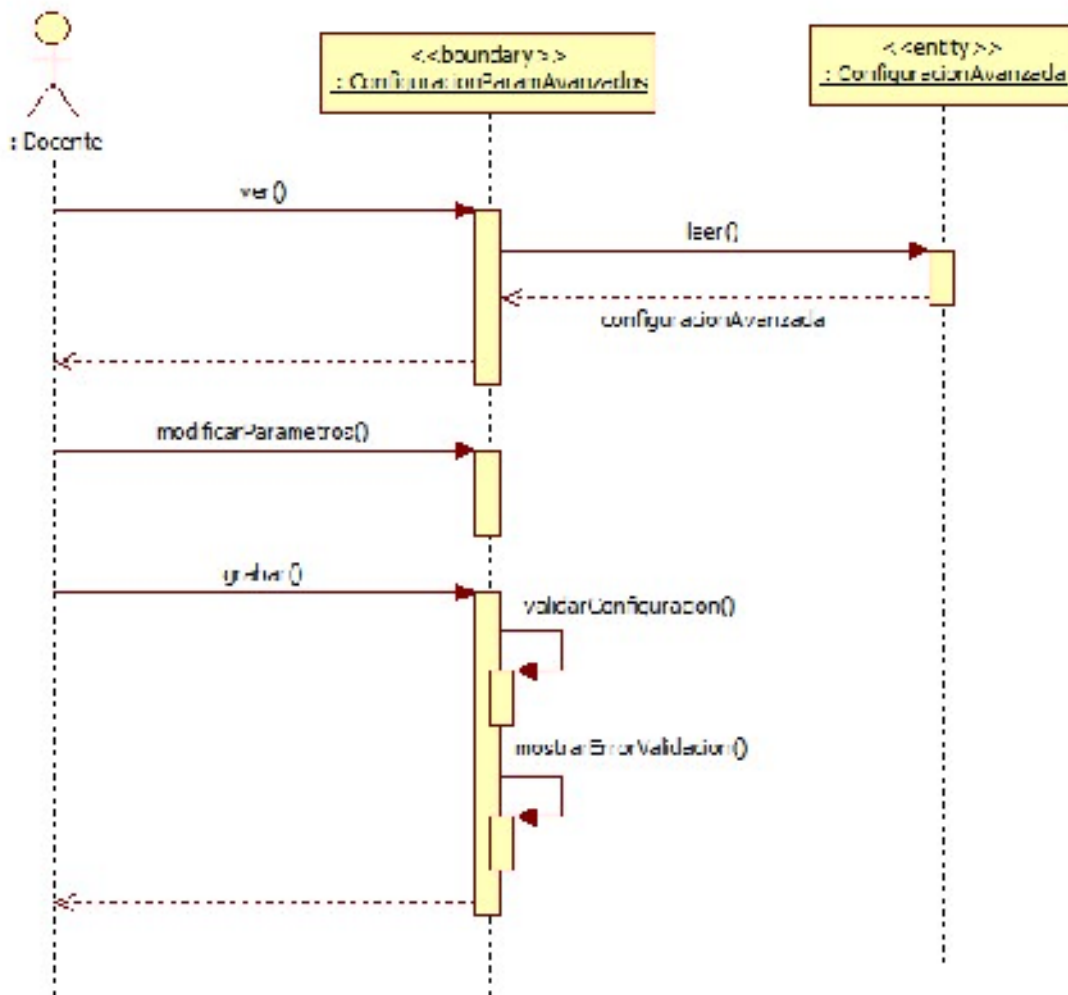 <<boundary>>
: ConfiguracionParamAvanzados
<<entity>>
: ConfiguracionAvanzada
: Docente
ver()
leer()
configuracionAvanzada
modificarParametros()
grabar()
validarConfiguracion()
mostrarErrorValidacion()